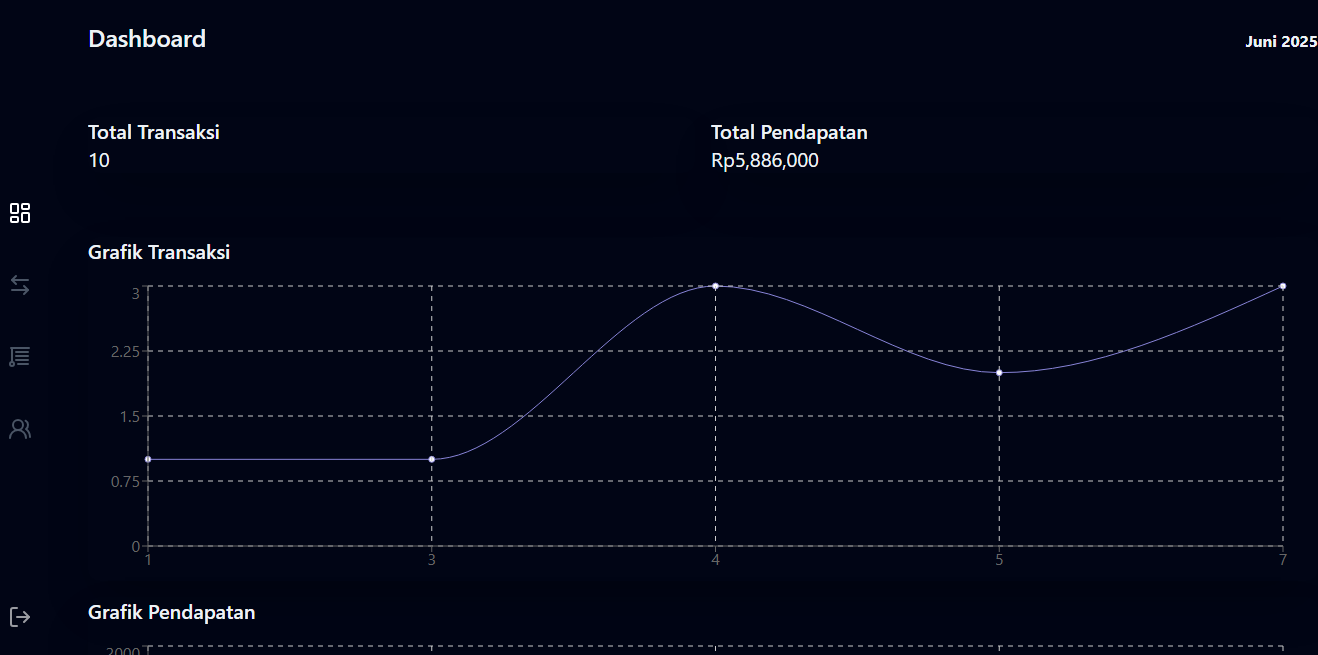 Dashboard
Juni 2025
Total Transaksi
10
Total Pendapatan
Rp5,886,000
Grafik Transaksi
3
2.25
1.5
0.75
0
1 3 4 5 7
Grafik Pendapatan
2000